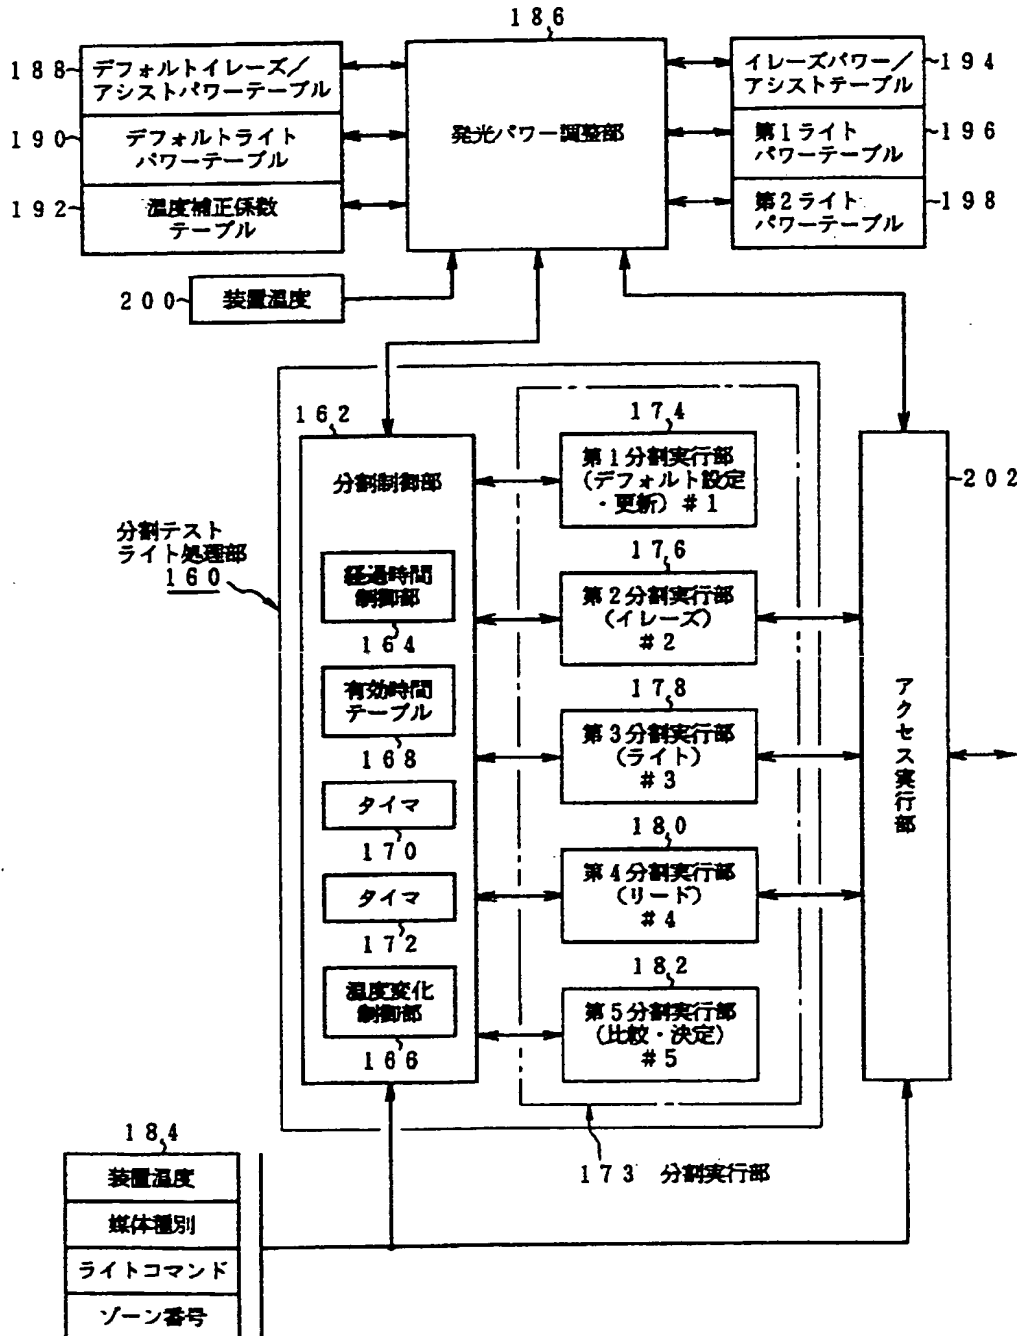 186
188
デフォルトイレーズ/
アシストパワーテーブル
190
デフォルトライト
パワーテーブル
192
温度補正係数
テーブル
発光パワー調整部
イレーズパワー/
アシストテーブル
194
第1ライト
パワーテーブル
196
第2ライト
パワーテーブル
198
200
装置温度
162
分割制御部
分割テスト
ライト処理部
160
経過時間
制御部
164
有効時間
テーブル
168
タイマ
170
タイマ
172
温度変化
制御部
166
174
第1分割実行部
(デフォルト設定
・更新)#1
176
第2分割実行部
(イレーズ)
#2
178
第3分割実行部
(ライト)
#3
180
第4分割実行部
(リード)
#4
182
第5分割実行部
(比較・決定)
#5
202
アクセス実行部
173 分割実行部
184
装置温度
媒体種別
ライトコマンド
ゾーン番号